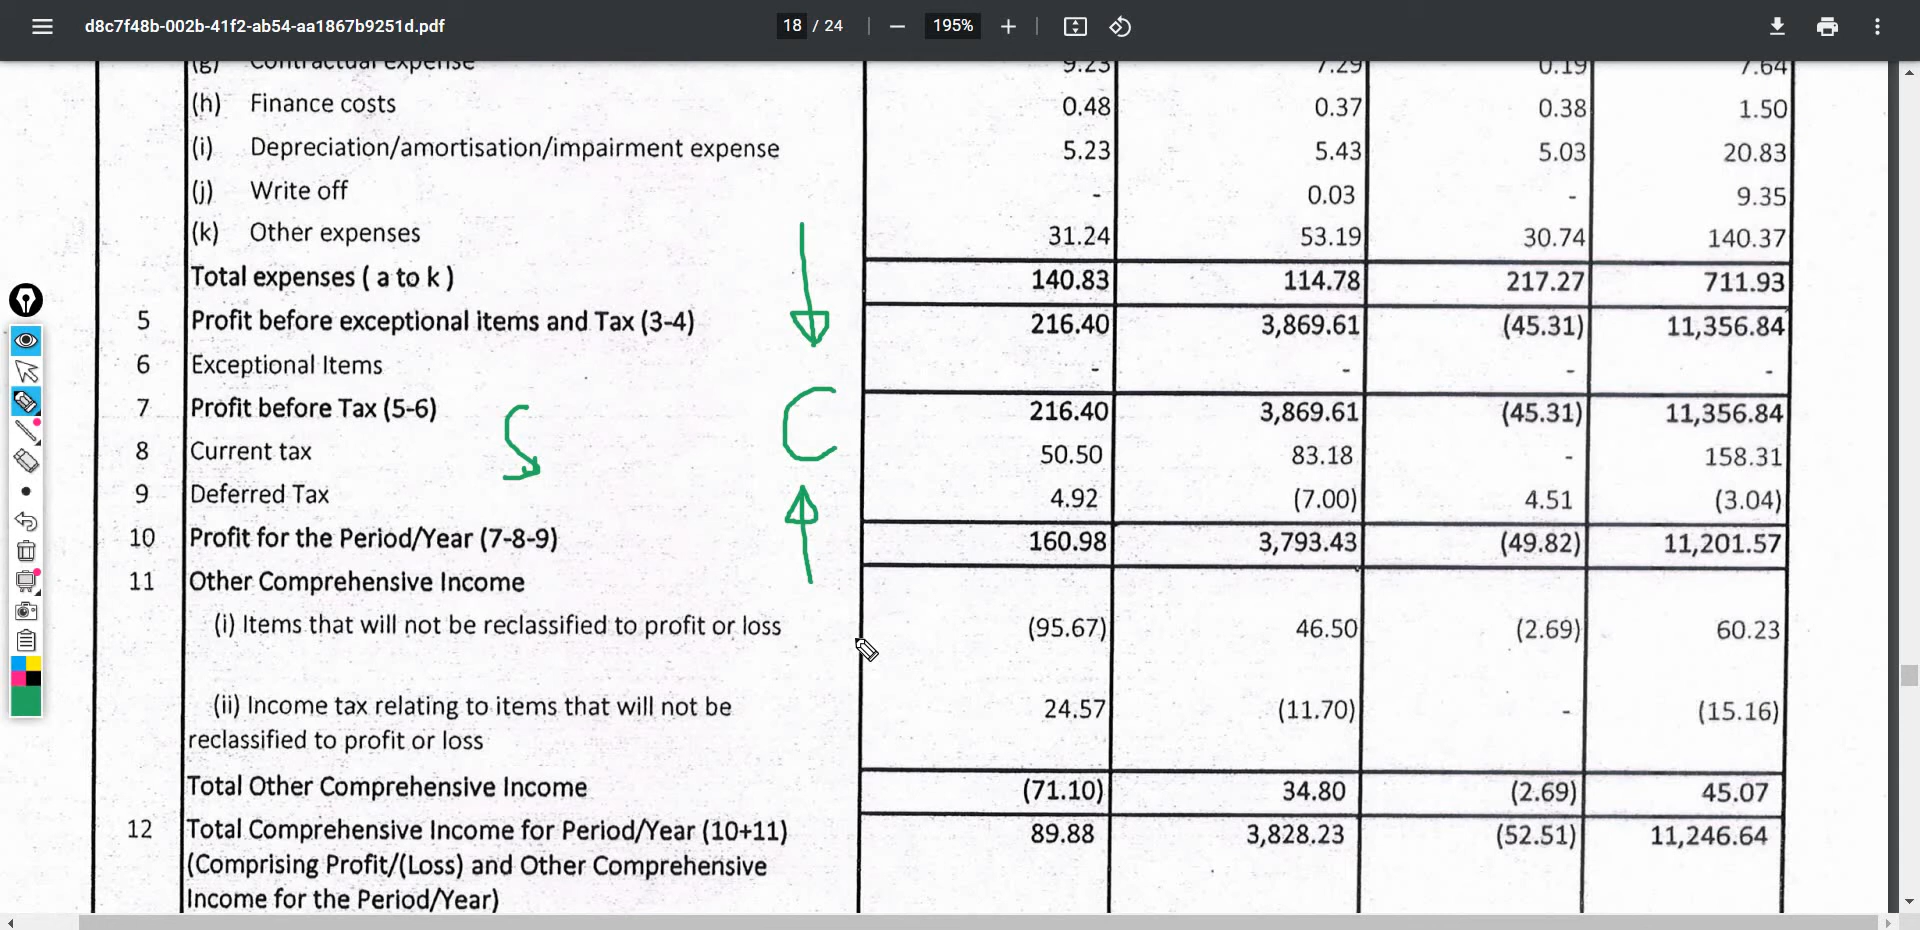 d8c7f48b-002b-41f2-ab54-aa1867b9251d.pdf 18 / 24 195%
(g) Contractual expense 9.23 7.29 0.19 7.64
(h) Finance costs 0.48 0.37 0.38 1.50
(i) Depreciation/amortisation/impairment expense 5.23 5.43 5.03 20.83
(j) Write off - 0.03 - 9.35
(k) Other expenses 31.24 53.19 30.74 140.37
Total expenses ( a to k ) 140.83 114.78 217.27 711.93
5 Profit before exceptional items and Tax (3-4) 216.40 3,869.61 (45.31) 11,356.84
6 Exceptional Items - - - -
7 Profit before Tax (5-6) 216.40 3,869.61 (45.31) 11,356.84
8 Current tax 50.50 83.18 - 158.31
9 Deferred Tax 4.92 (7.00) 4.51 (3.04)
10 Profit for the Period/Year (7-8-9) 160.98 3,793.43 (49.82) 11,201.57
11 Other Comprehensive Income
(i) Items that will not be reclassified to profit or loss (95.67) 46.50 (2.69) 60.23
(ii) Income tax relating to items that will not be 24.57 (11.70) - (15.16)
reclassified to profit or loss
Total Other Comprehensive Income (71.10) 34.80 (2.69) 45.07
12 Total Comprehensive Income for Period/Year (10+11) 89.88 3,828.23 (52.51) 11,246.64
(Comprising Profit/(Loss) and Other Comprehensive
Income for the Period/Year)